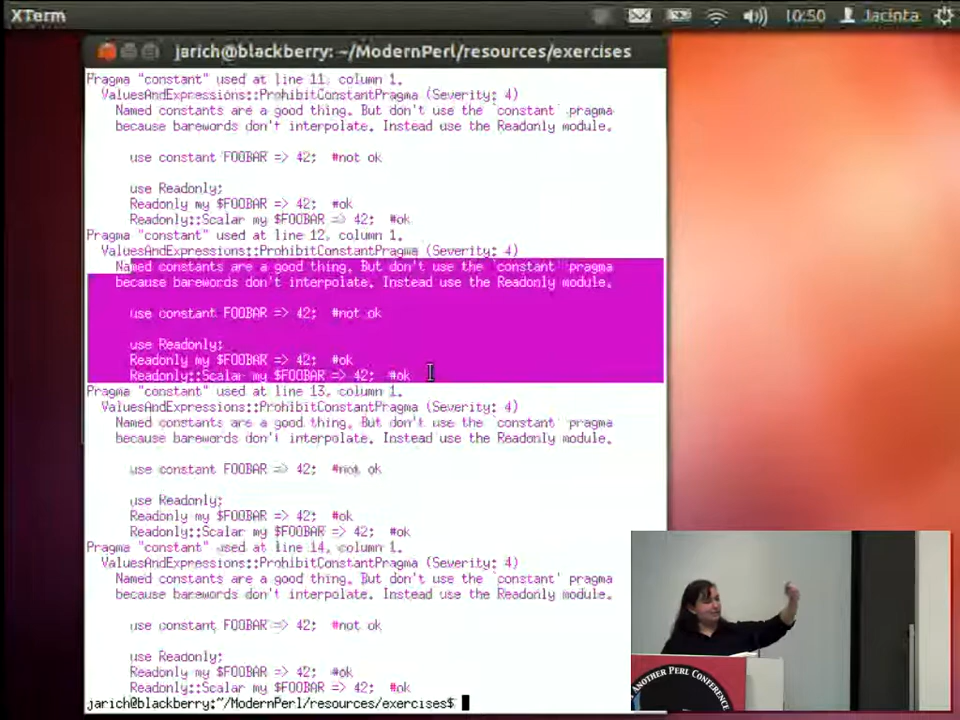 XTerm
10:50 Jacinta
jarich@blackberry: ~/ModernPerl/resources/exercises
Pragma "constant" used at line 11, column 1.
ValuesAndExpressions::ProhibitConstantPragma (Severity: 4)
Named constants are a good thing. But don't use the `constant' pragma
because barewords don't interpolate. Instead use the Readonly module.
use constant FOOBAR => 42; #not ok
use Readonly;
Readonly my $FOOBAR => 42; #ok
Readonly::Scalar my $FOOBAR => 42; #ok
Pragma "constant" used at line 12, column 1.
ValuesAndExpressions::ProhibitConstantPragma (Severity: 4)
Named constants are a good thing. But don't use the `constant' pragma
because barewords don't interpolate. Instead use the Readonly module.
use constant FOOBAR => 42; #not ok
use Readonly;
Readonly my $FOOBAR => 42; #ok
Readonly::Scalar my $FOOBAR => 42; #ok
Pragma "constant" used at line 13, column 1.
ValuesAndExpressions::ProhibitConstantPragma (Severity: 4)
Named constants are a good thing. But don't use the `constant' pragma
because barewords don't interpolate. Instead use the Readonly module.
use constant FOOBAR => 42; #not ok
use Readonly;
Readonly my $FOOBAR => 42; #ok
Readonly::Scalar my $FOOBAR => 42; #ok
Pragma "constant" used at line 14, column 1.
ValuesAndExpressions::ProhibitConstantPragma (Severity: 4)
Named constants are a good thing. But don't use the `constant' pragma
because barewords don't interpolate. Instead use the Readonly module.
use constant FOOBAR => 42; #not ok
use Readonly;
Readonly my $FOOBAR => 42; #ok
Readonly::Scalar my $FOOBAR => 42; #ok
jarich@blackberry:~/ModernPerl/resources/exercises$
ANOTHER PERL CONFERENCE